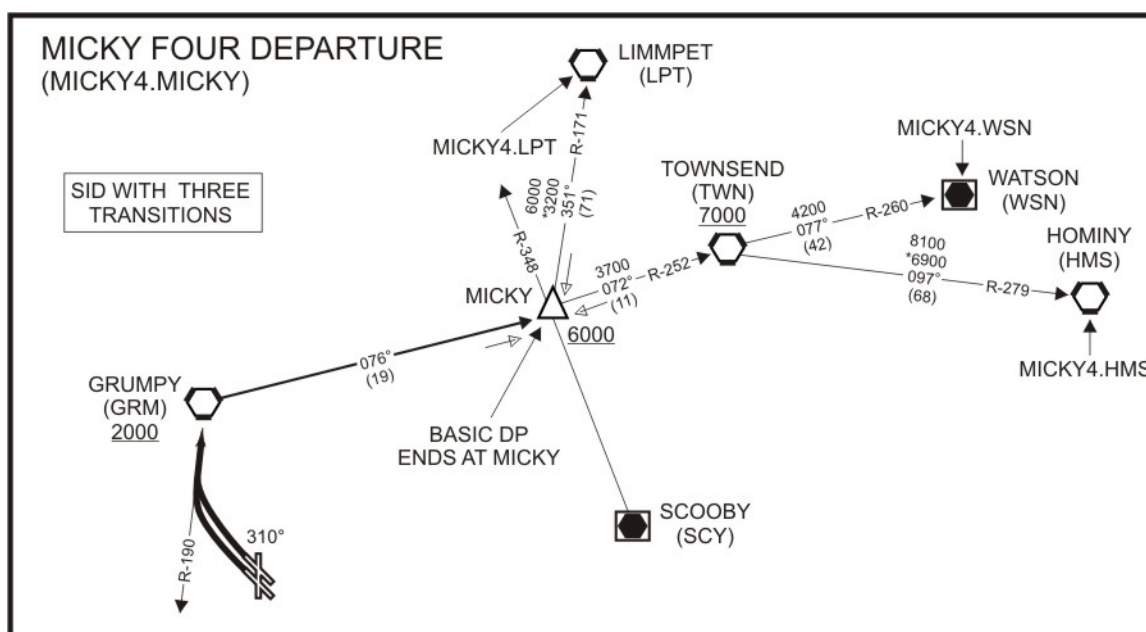 MICKY FOUR DEPARTURE
(MICKY4.MICKY)
SID WITH THREE
TRANSITIONS
LIMMPET
(LPT)
MICKY4.LPT
R-171
6000
*3200
351°
(71)
R-348
TOWNSEND
(TWN)
7000
MICKY4.WSN
WATSON
(WSN)
4200
077°
(42)
R-260
HOMINY
(HMS)
8100
*6900
097°
(68)
R-279
MICKY4.HMS
MICKY
6000
3700
072°
(11)
R-252
076°
(19)
GRUMPY
(GRM)
2000
BASIC DP
ENDS AT MICKY
SCOOBY
(SCY)
310°
R-190